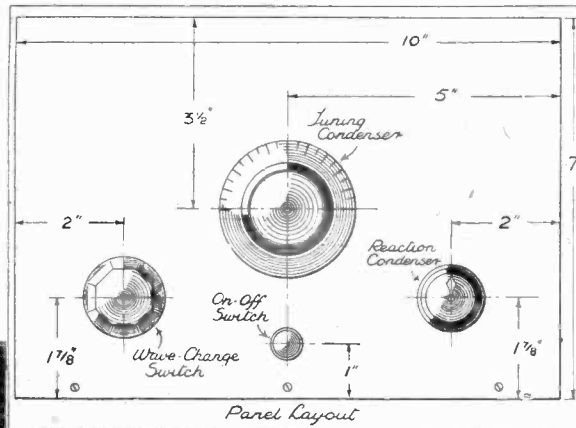 10"
5"
3½"
Tuning
Condenser
7
2"
2"
Reaction
Condenser
On-Off
Switch
1⅞"
Wave-Change
Switch
1"
1⅞"
Panel Layout